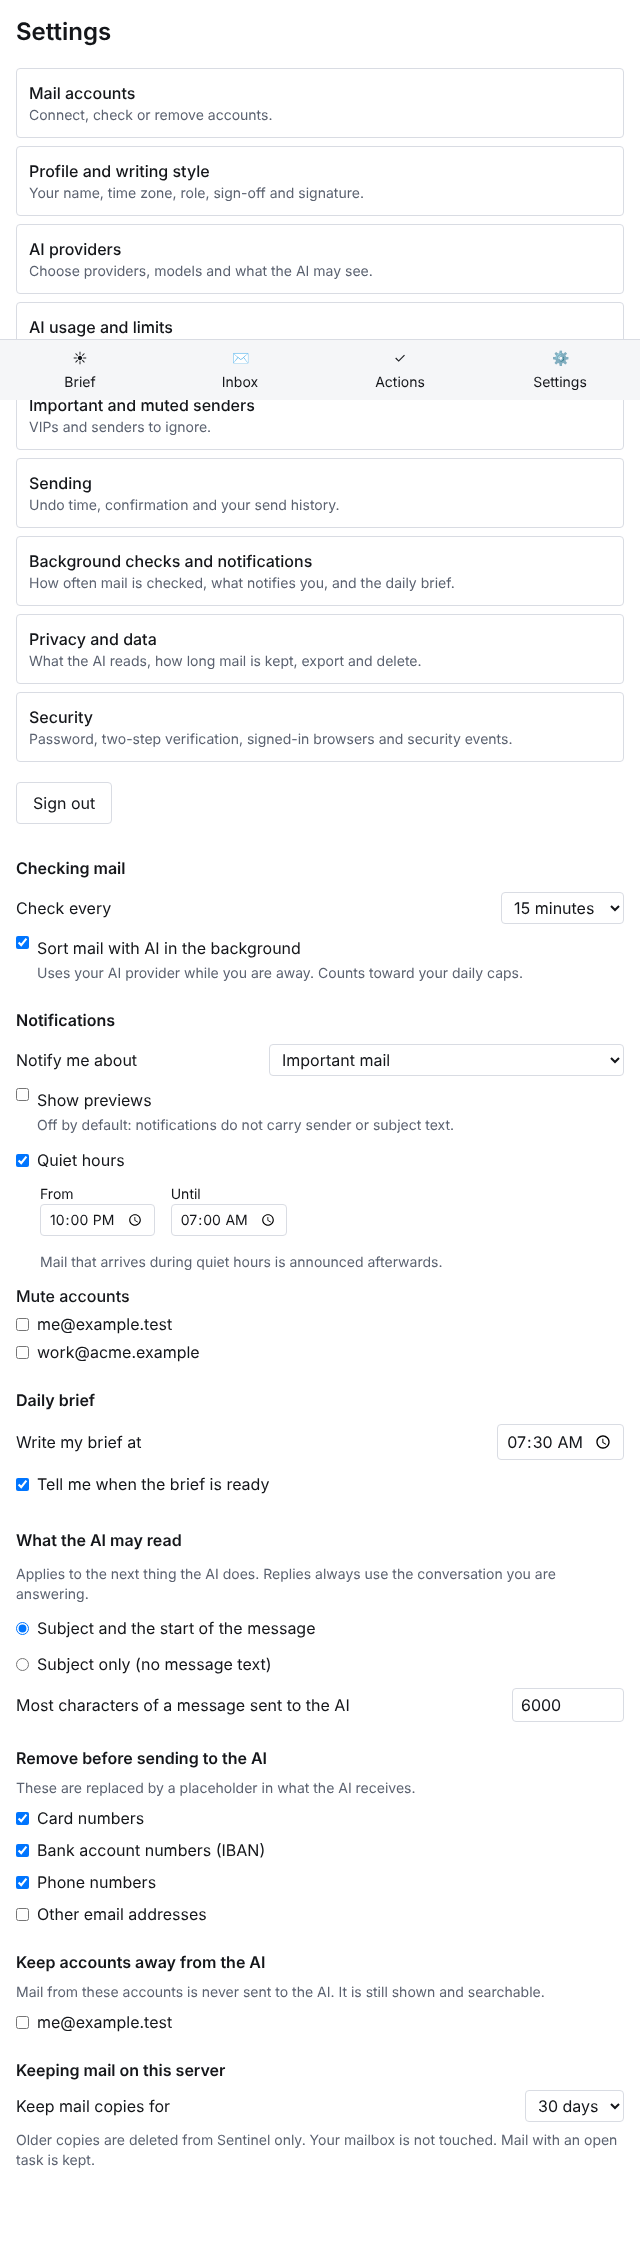 Settings
Mail accounts
Connect, check or remove accounts.
Profile and writing style
Your name, time zone, role, sign-off and signature.
AI providers
Choose providers, models and what the AI may see.
AI usage and limits
Brief
Inbox
Actions
Settings
Important and muted senders
VIPs and senders to ignore.
Sending
Undo time, confirmation and your send history.
Background checks and notifications
How often mail is checked, what notifies you, and the daily brief.
Privacy and data
What the AI reads, how long mail is kept, export and delete.
Security
Password, two-step verification, signed-in browsers and security events.
Sign out
Checking mail
Check every
15 minutes
Sort mail with AI in the background
Uses your AI provider while you are away. Counts toward your daily caps.
Notifications
Notify me about
Important mail
Show previews
Off by default: notifications do not carry sender or subject text.
Quiet hours
From
Until
10:00 PM
07:00 AM
Mail that arrives during quiet hours is announced afterwards.
Mute accounts
me@example.test
work@acme.example
Daily brief
Write my brief at
07:30 AM
Tell me when the brief is ready
What the AI may read
Applies to the next thing the AI does. Replies always use the conversation you are
answering.
Subject and the start of the message
Subject only (no message text)
Most characters of a message sent to the AI
6000
Remove before sending to the AI
These are replaced by a placeholder in what the AI receives.
Card numbers
Bank account numbers (IBAN)
Phone numbers
Other email addresses
Keep accounts away from the AI
Mail from these accounts is never sent to the AI. It is still shown and searchable.
me@example.test
Keeping mail on this server
Keep mail copies for
30 days
Older copies are deleted from Sentinel only. Your mailbox is not touched. Mail with an open
task is kept.